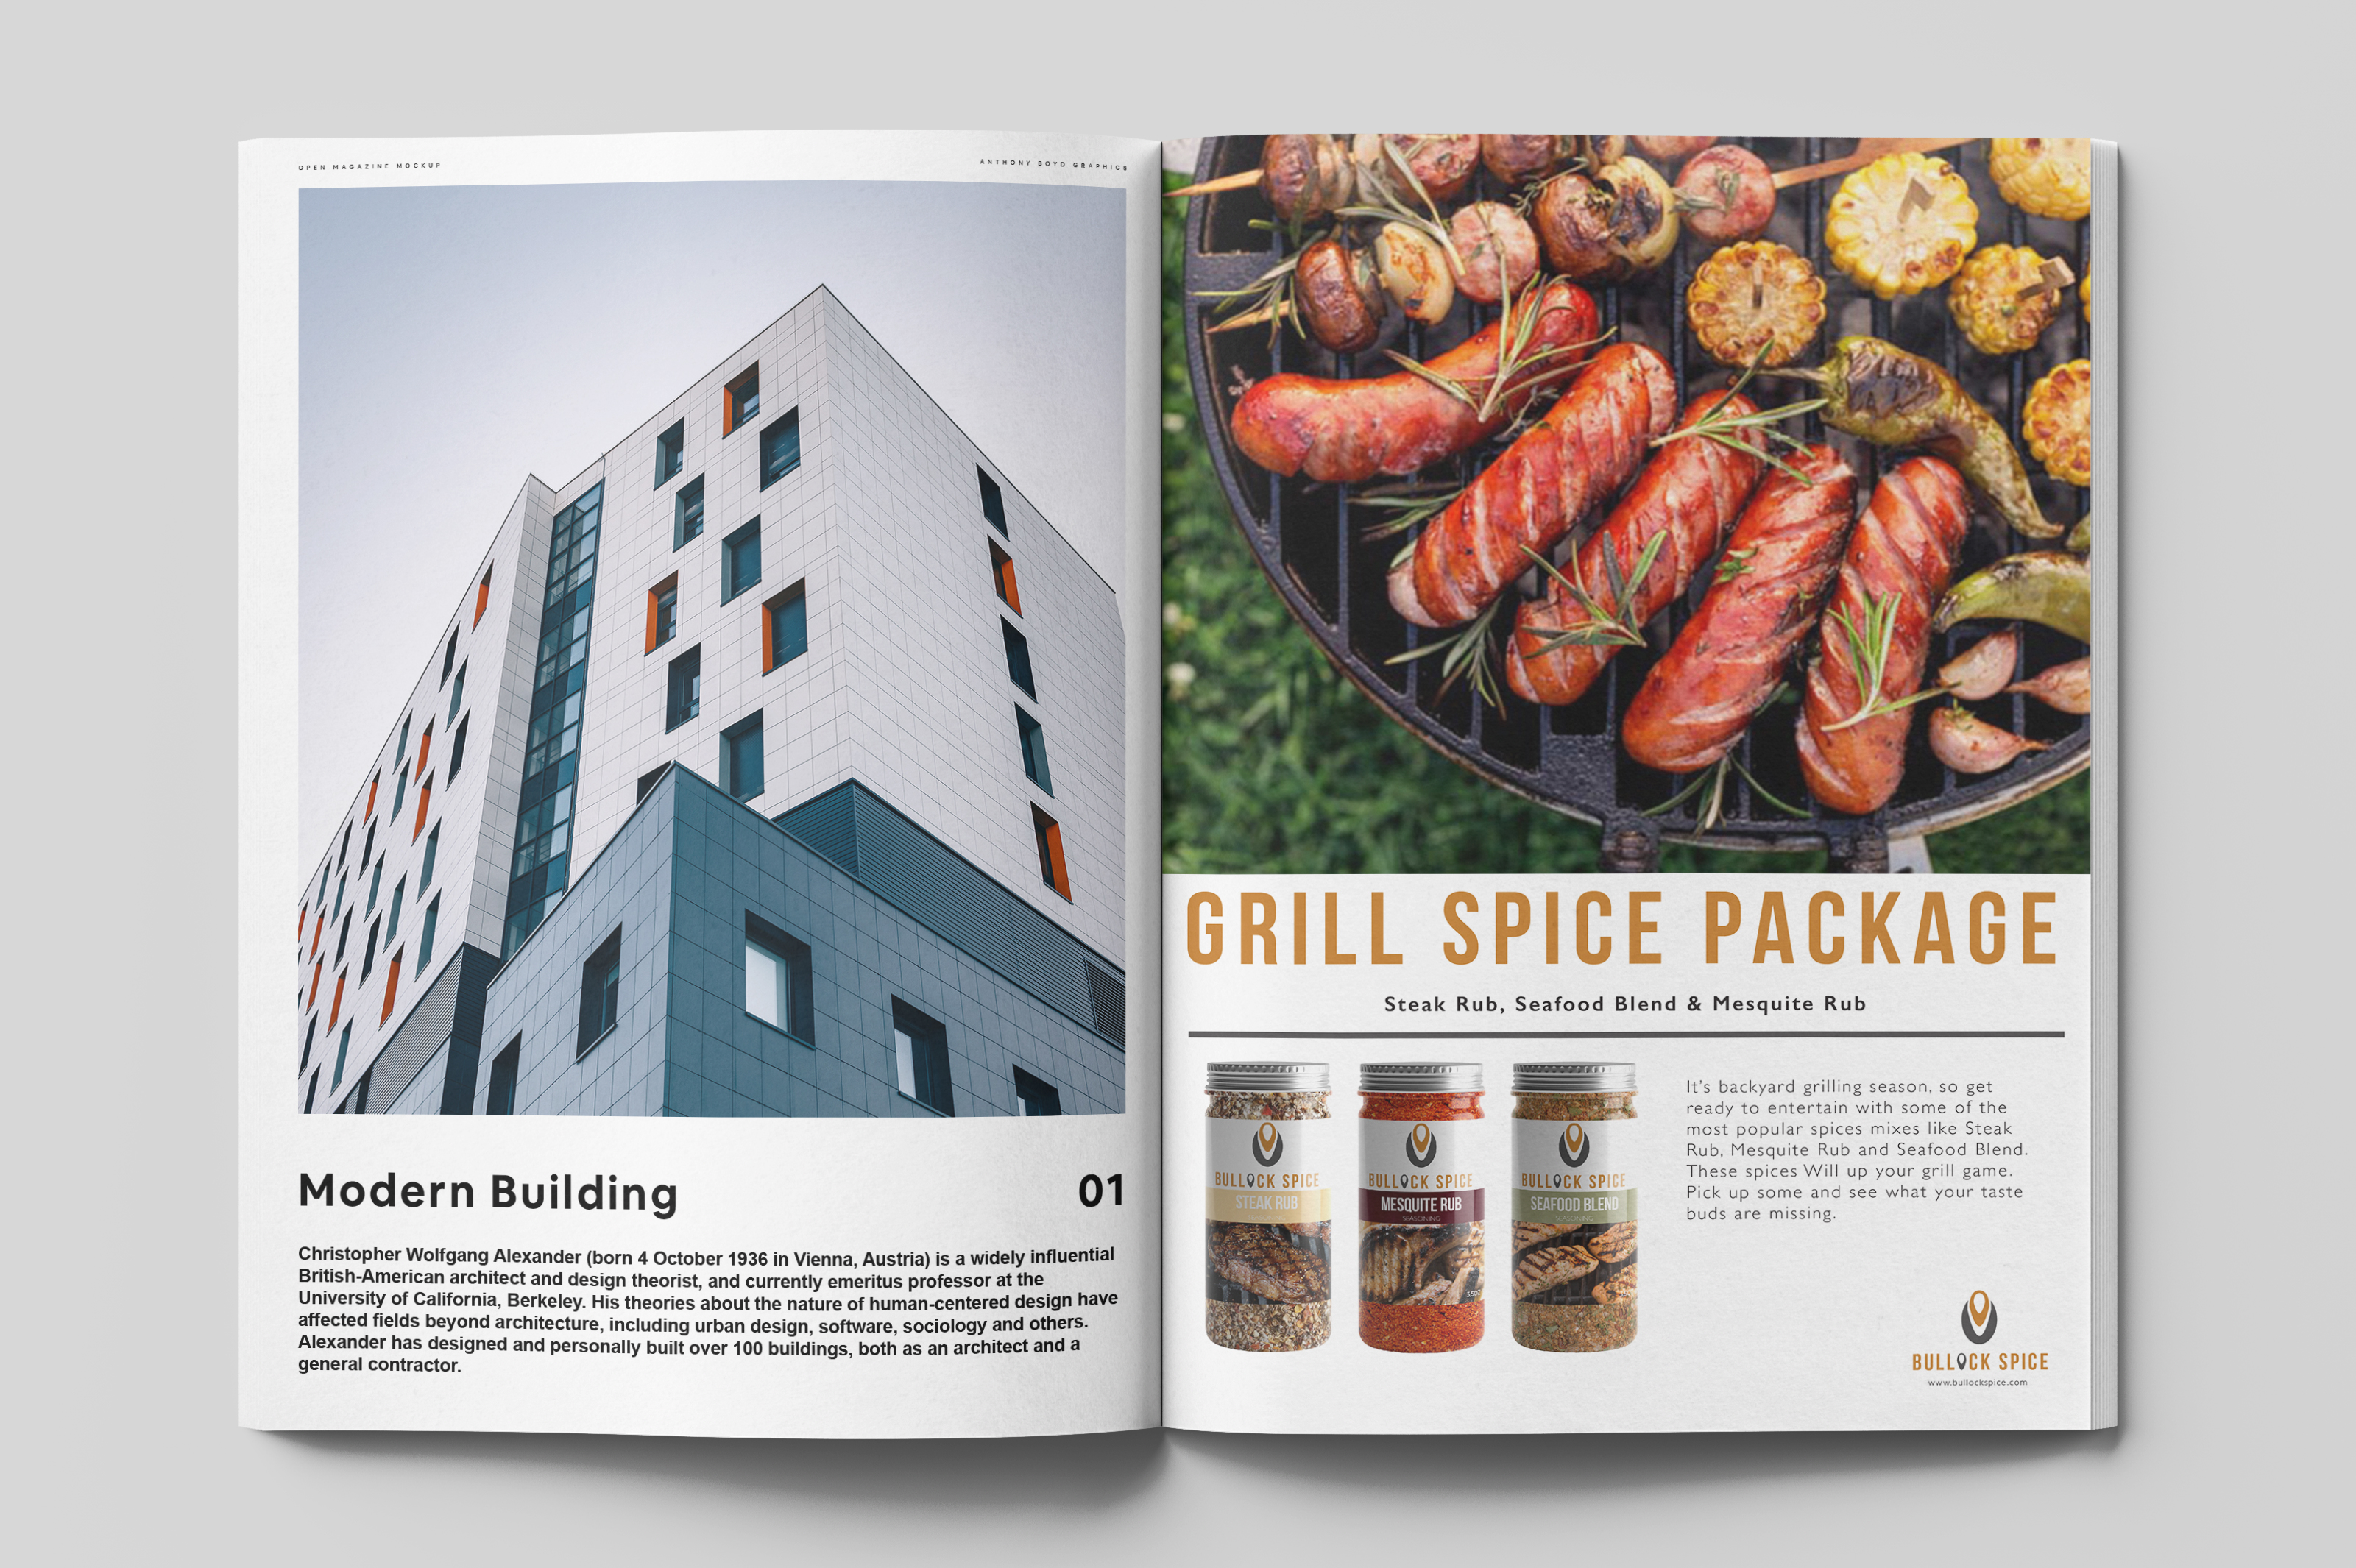 OPEN MAGAZINE MOCKUP
ANTHONY BOYD GRAPHICS
Modern Building
01
Christopher Wolfgang Alexander (born 4 October 1936 in Vienna, Austria) is a widely influential
British-American architect and design theorist, and currently emeritus professor at the
University of California, Berkeley. His theories about the nature of human-centered design have
affected fields beyond architecture, including urban design, software, sociology and others.
Alexander has designed and personally built over 100 buildings, both as an architect and a
general contractor.
GRILL SPICE PACKAGE
Steak Rub, Seafood Blend & Mesquite Rub
BULLOCK SPICE
STEAK RUB
BULLOCK SPICE
MESQUITE RUB
SEASONING
BULLOCK SPICE
SEAFOOD BLEND
SEASONING
It's backyard grilling season, so get
ready to entertain with some of the
most popular spices mixes like Steak
Rub, Mesquite Rub and Seafood Blend.
These spices Will up your grill game.
Pick up some and see what your taste
buds are missing.
BULLOCK SPICE
www.bullockspice.com